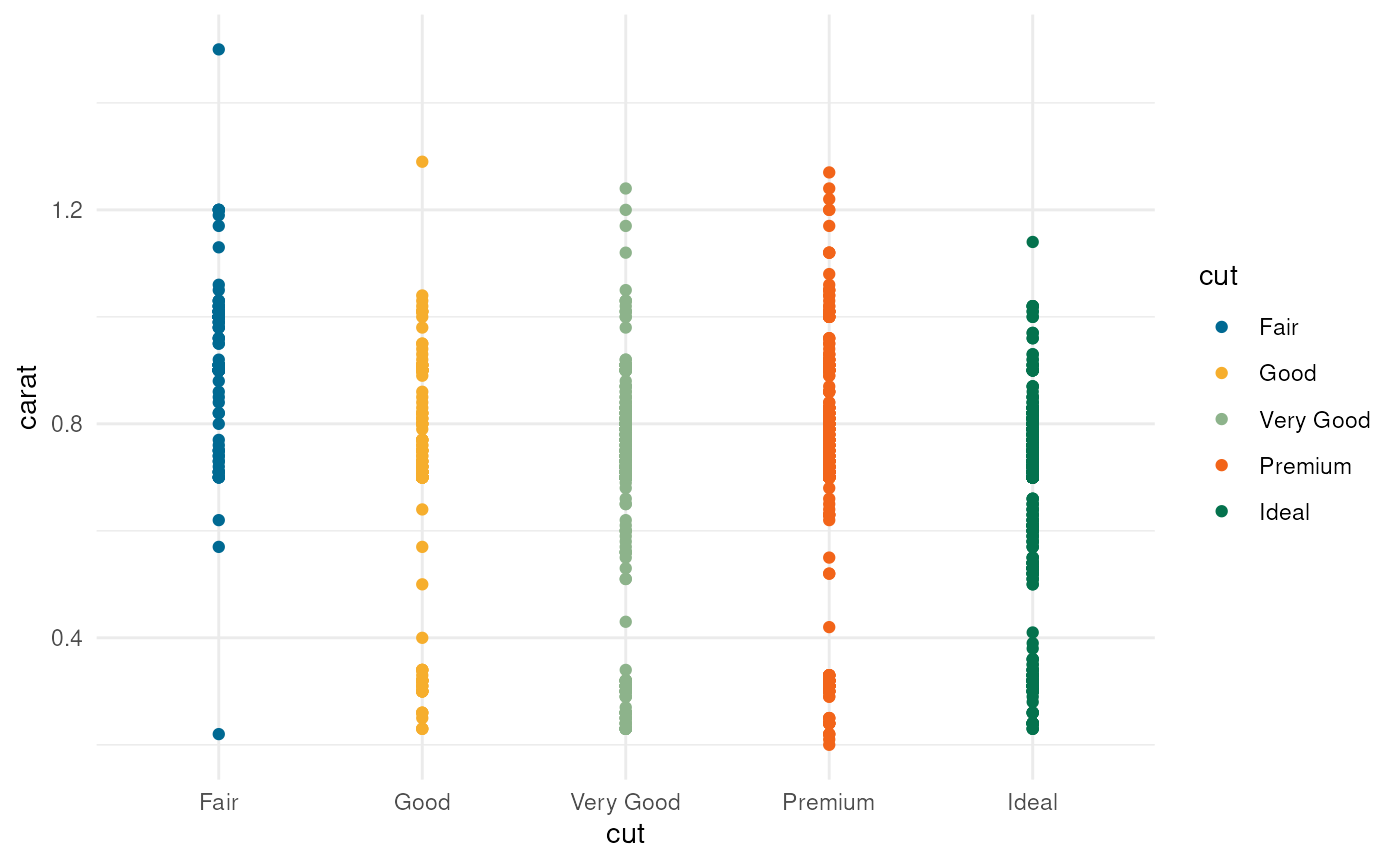 carat
1.2
0.8
0.4
Fair
Good
Very Good
Premium
Ideal
cut
cut
Fair
Good
Very Good
Premium
Ideal